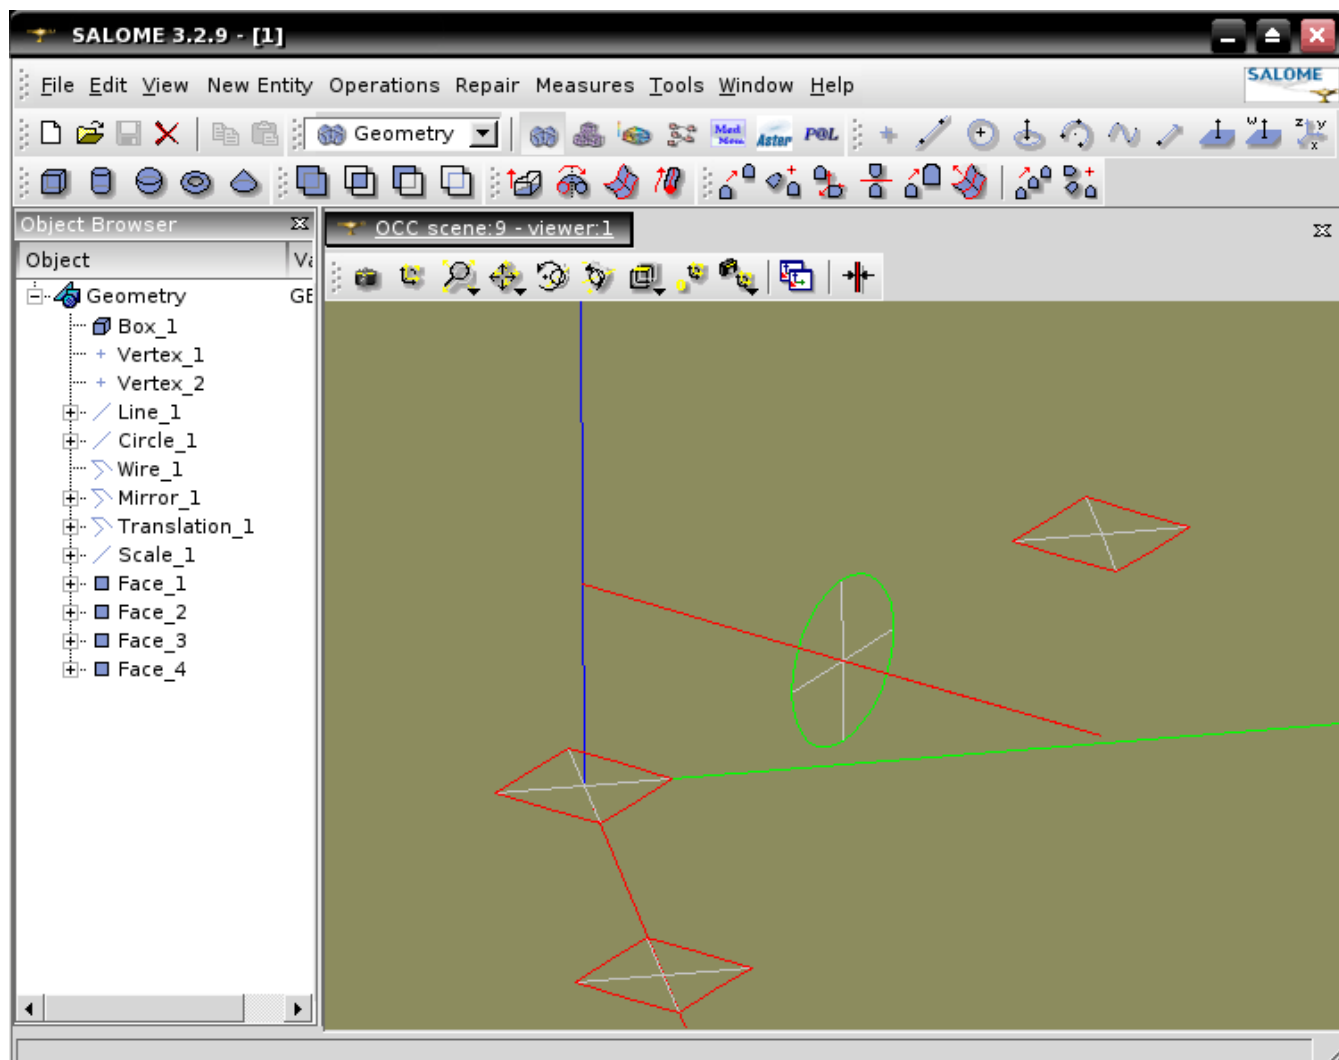 SALOME 3.2.9 - [1]
File Edit View New Entity Operations Repair Measures Tools Window Help
SALOME
Geometry
Med
Mem
Aster
POL
w
z y
x
Object Browser
OCC scene:9 - viewer:1
Object
Geometry GE
Box_1
Vertex_1
Vertex_2
Line_1
Circle_1
Wire_1
Mirror_1
Translation_1
Scale_1
Face_1
Face_2
Face_3
Face_4